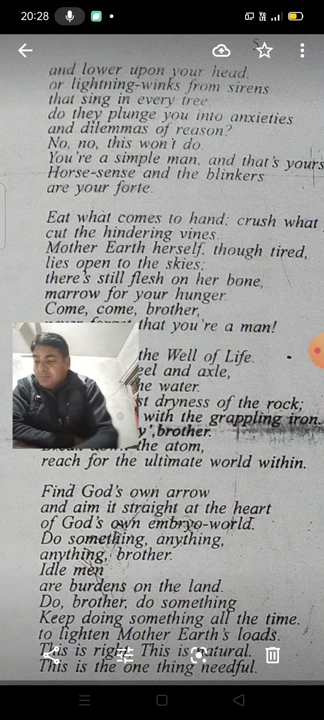 20:28
and lower upon your head,
or lightning-winks from sirens
that sing in every tree
do they plunge you into anxieties
and dilemmas of reason?
No, no, this won't do.
You're a simple man, and that's yours
Horse-sense and the blinkers
are your forte.
Eat what comes to hand; crush what
cut the hindering vines.
Mother Earth herself, though tired,
lies open to the skies;
there's still flesh on her bone,
marrow for your hunger.
Come, come, brother,
never forget that you're a man!
the Well of Life.
eel and axle,
he water.
st dryness of the rock;
with the grappling iron.
y',brother.
the atom,
reach for the ultimate world within.
Find God's own arrow
and aim it straight at the heart
of God's own embryo-world.
Do something, anything,
anything, brother.
Idle men
are burdens on the land.
Do, brother, do something
Keep doing something all the time.
to lighten Mother Earth's loads.
This is right. This is natural.
This is the one thing needful.